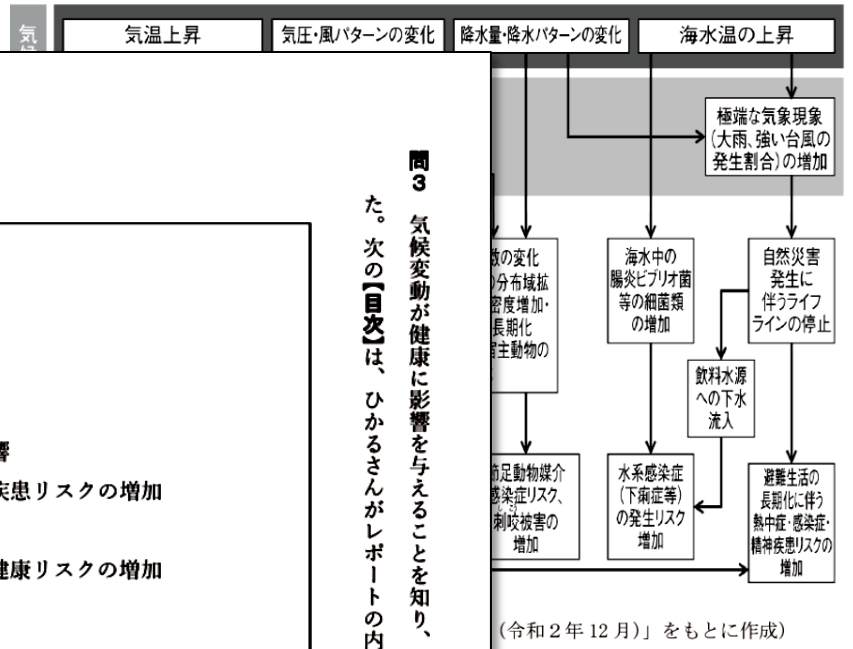 気候
気温上昇
気圧・風パターンの変化
降水量・降水パターンの変化
海水温の上昇
極端な気象現象
(大雨、強い台風の
発生割合)の増加
数の変化
分布域拡
密度増加・
長期化
宿主動物の
海水中の
腸炎ビブリオ菌
等の細菌類
の増加
自然災害
発生に
伴うライフ
ラインの停止
飲料水源
への下水
流入
節足動物媒介
感染症リスク、
刺咬被害の
増加
水系感染症
(下痢症等)
の発生リスク
増加
避難生活の
長期化に伴う
熱中症・感染症・
精神疾患リスクの
増加
(令和2年12月)」をもとに作成)
問3 気候変動が健康に影響を与えることを知り、
た。次の【目次】は、ひかるさんがレポートの内
響
疾患リスクの増加
健康リスクの増加